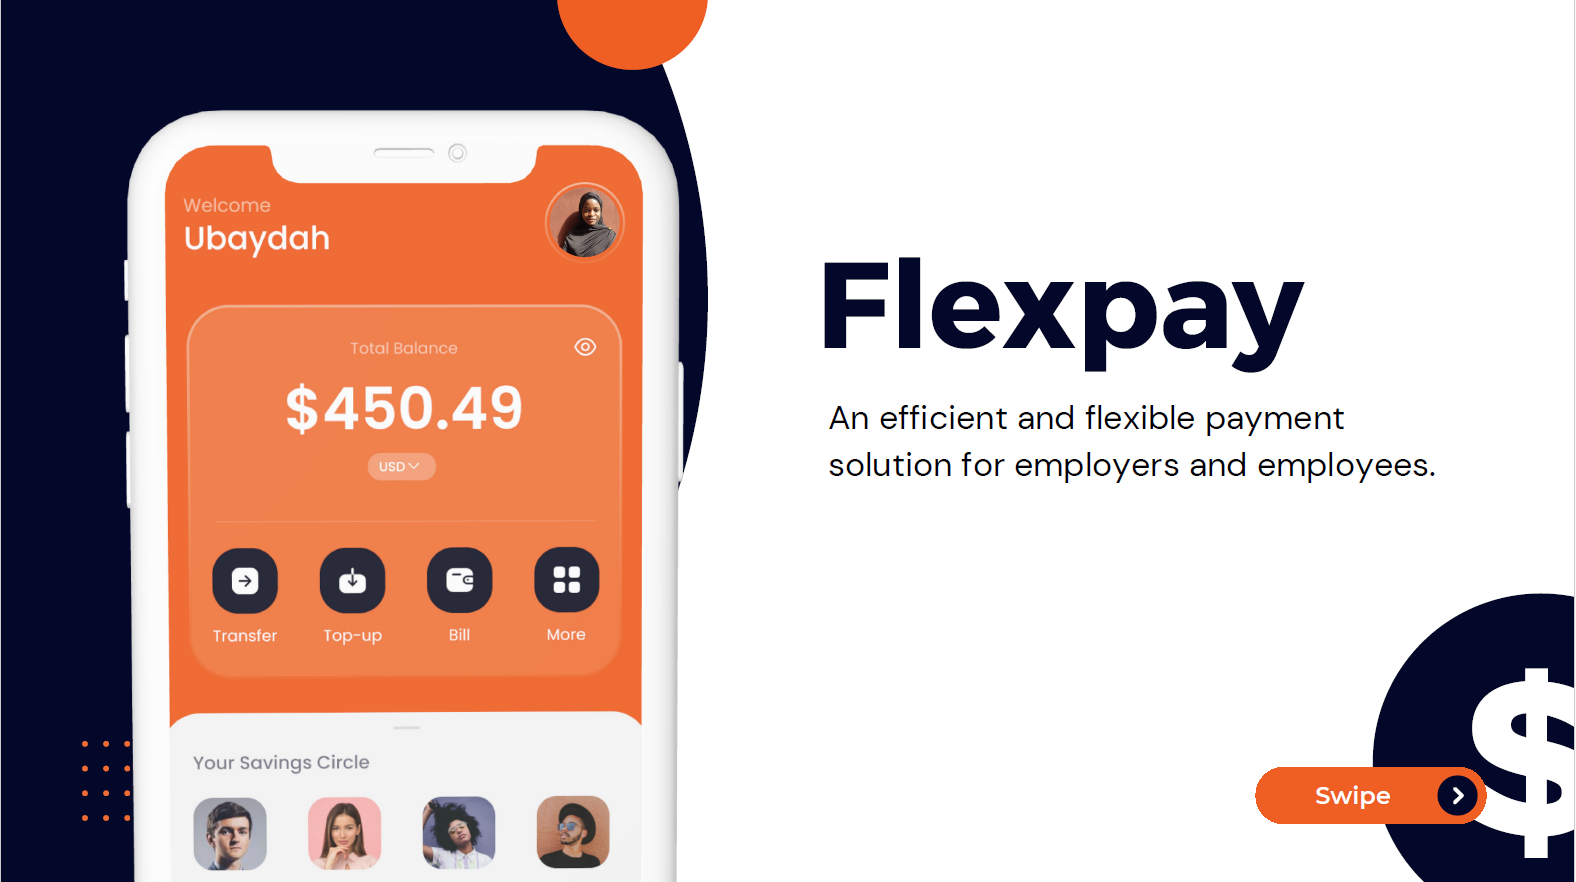 Welcome
Ubaydah
Total Balance
$450.49
USD
Transfer
Top-up
Bill
More
Your Savings Circle
Flexpay
An efficient and flexible payment
solution for employers and employees.
$
Swipe